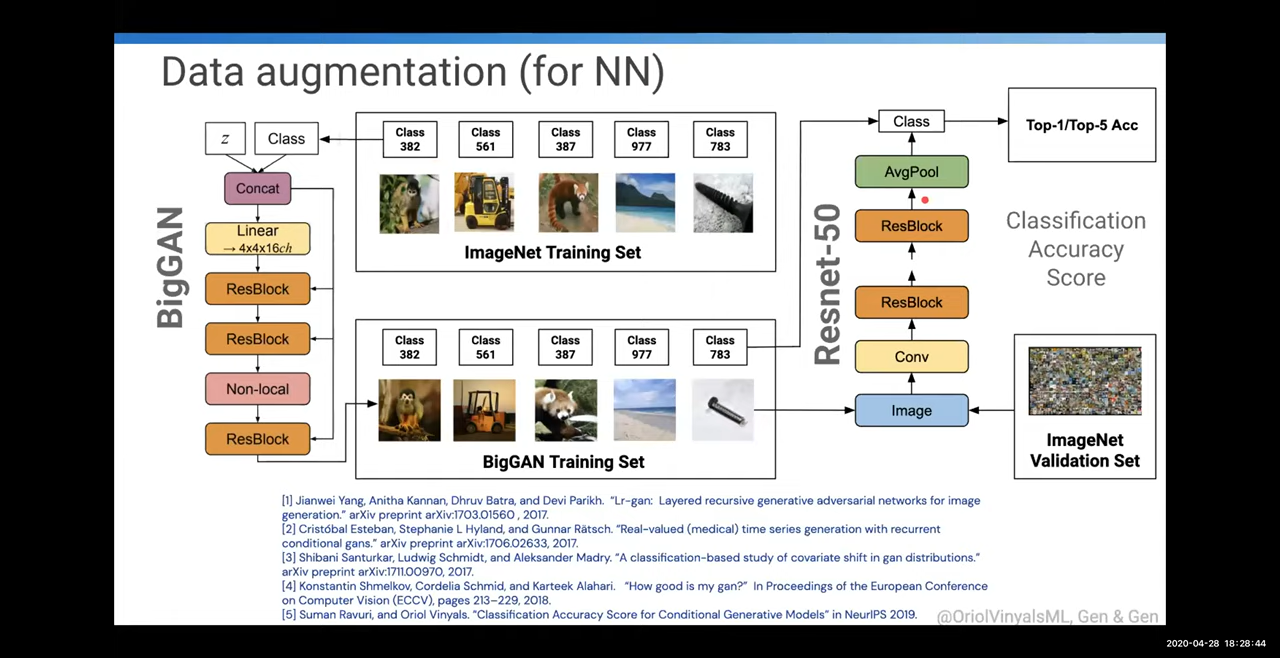 Data augmentation (for NN)
z
Class
Concat
Linear
→ 4x4x16ch
ResBlock
ResBlock
Non-local
ResBlock
BigGAN
Class
382
Class
561
Class
387
Class
977
Class
783
ImageNet Training Set
Class
382
Class
561
Class
387
Class
977
Class
783
BigGAN Training Set
Resnet-50
Class
AvgPool
ResBlock
ResBlock
Conv
Image
Top-1/Top-5 Acc
Classification
Accuracy
Score
ImageNet
Validation Set
[1] Jianwei Yang, Anitha Kannan, Dhruv Batra, and Devi Parikh. “Lr-gan: Layered recursive generative adversarial networks for image
generation.” arXiv preprint arXiv:1703.01560 , 2017.
[2] Cristóbal Esteban, Stephanie L Hyland, and Gunnar Rätsch. “Real-valued (medical) time series generation with recurrent
conditional gans.” arXiv preprint arXiv:1706.02633, 2017.
[3] Shibani Santurkar, Ludwig Schmidt, and Aleksander Madry. “A classification-based study of covariate shift in gan distributions.”
arXiv preprint arXiv:1711.00970, 2017.
[4] Konstantin Shmelkov, Cordelia Schmid, and Karteek Alahari. “How good is my gan?” In Proceedings of the European Conference
on Computer Vision (ECCV), pages 213–229, 2018.
[5] Suman Ravuri, and Oriol Vinyals. “Classification Accuracy Score for Conditional Generative Models” in NeurIPS 2019.
@OriolVinyalsML, Gen & Gen
2020-04-28 18:28:44